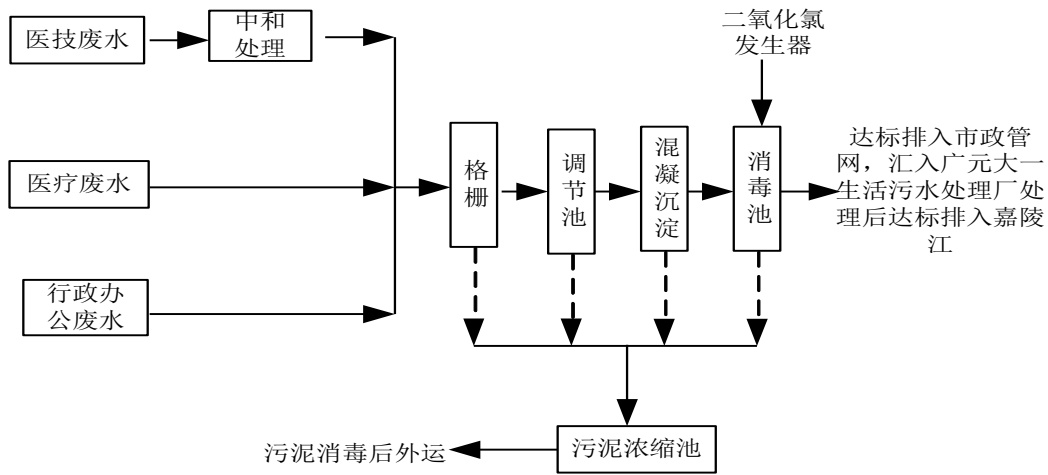 医技废水
中和
处理
二氧化氯
发生器
医疗废水
格栅
调节池
混凝沉淀
消毒池
达标排入市政管
网，汇入广元大一
生活污水处理厂处
理后达标排入嘉陵
江
行政办
公废水
污泥消毒后外运
污泥浓缩池